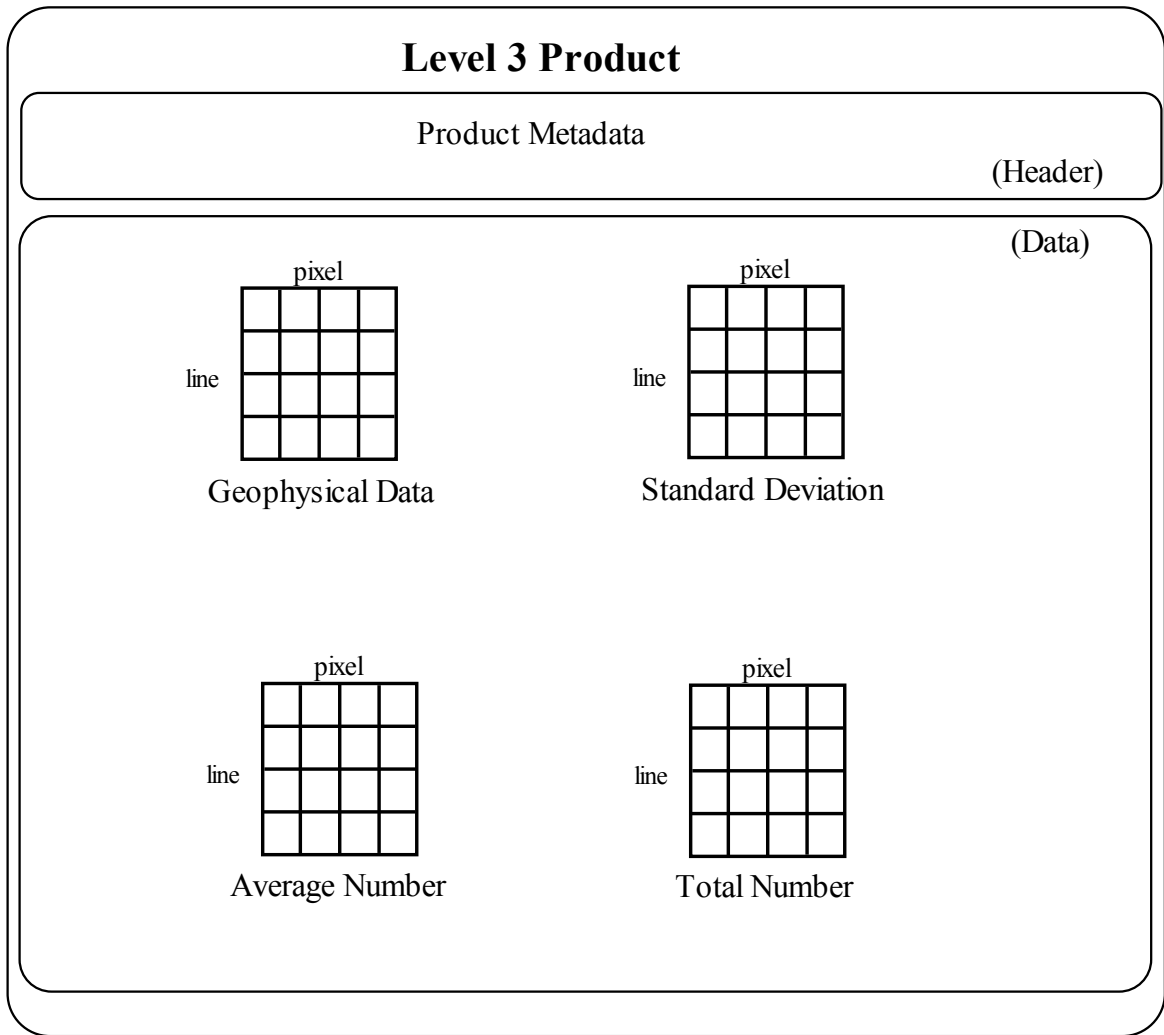 Level 3 Product
Product Metadata
(Header)
(Data)
pixel
line
Geophysical Data
pixel
line
Standard Deviation
pixel
line
Average Number
pixel
line
Total Number